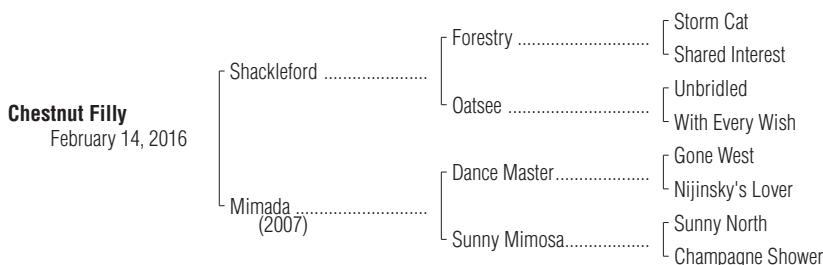 Storm Cat
Forestry ............................
Shared Interest
Shackleford ......................
Unbridled
Oatsee ..............................
With Every Wish
Chestnut Filly
February 14, 2016
Gone West
Dance Master....................
Nijinsky's Lover
Mimada ............................
(2007)
Sunny North
Sunny Mimosa..................
Champagne Shower